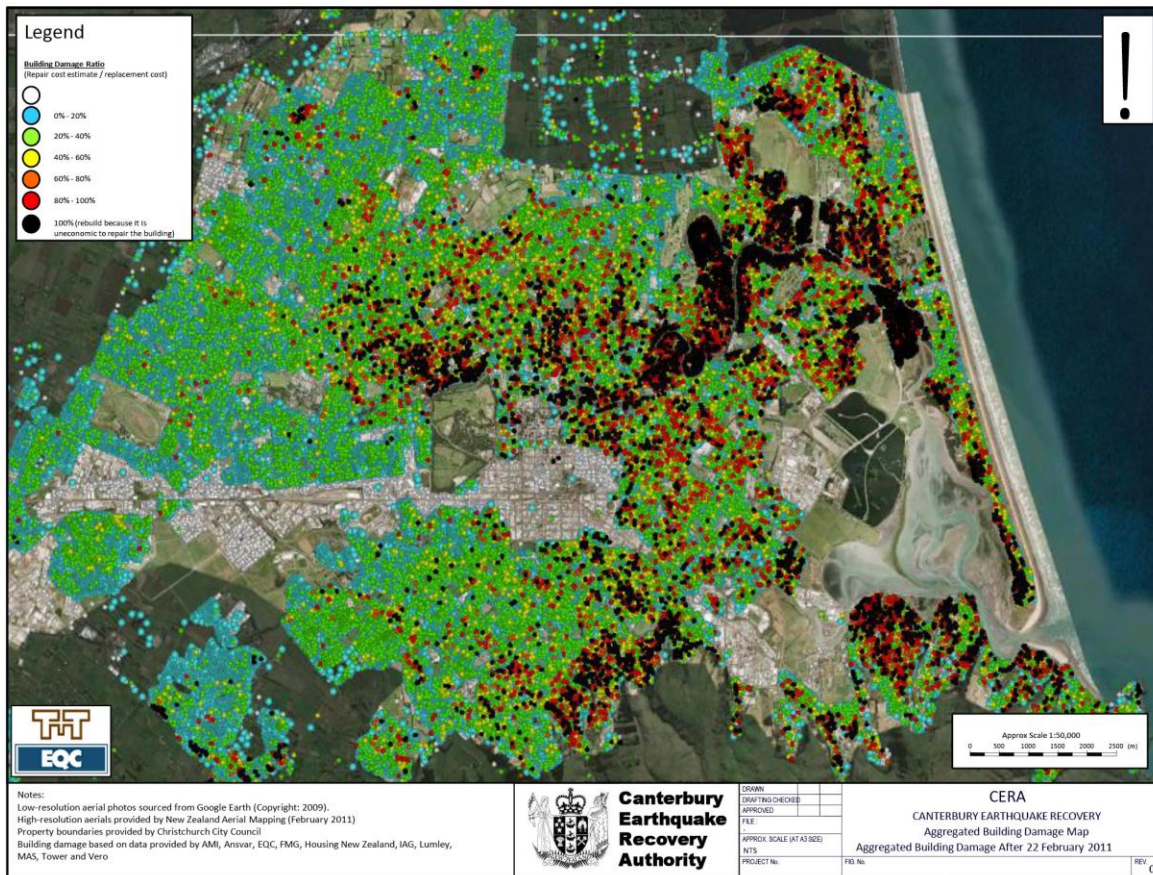 Legend
Building Damage Ratio
(Repair cost estimate / replacement cost)
0% - 20%
20% - 40%
40% - 60%
60% - 80%
80% - 100%
100% (rebuild because it is
uneconomic to repair the building)
!
T+T
EQC
Approx Scale 1:50,000
0 500 1000 1500 2000 2500 (m)
Notes:
Low-resolution aerial photos sourced from Google Earth (Copyright: 2009).
High-resolution aerials provided by New Zealand Aerial Mapping (February 2011)
Property boundaries provided by Christchurch City Council
Building damage based on data provided by AMI, Ansvar, EQC, FMG, Housing New Zealand, IAG, Lumley,
MAS, Tower and Vero
Canterbury
Earthquake
Recovery
Authority
DRAWN
DRAFTING CHECKED
APPROVED
FILE :
-
APPROX. SCALE (AT A3 SIZE)
NTS
PROJECT No.
CERA
CANTERBURY EARTHQUAKE RECOVERY
Aggregated Building Damage Map
Aggregated Building Damage After 22 February 2011
FIG. No.
REV.
0